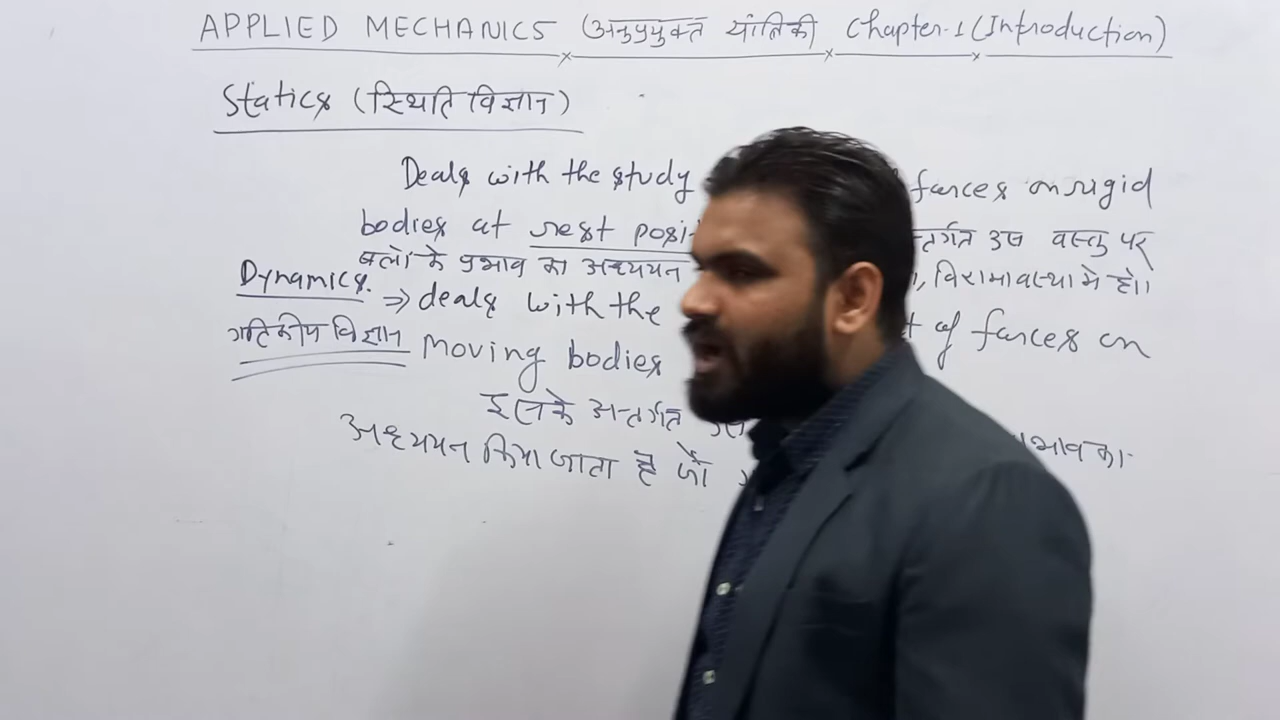 APPLIED MECHANICS (अनुप्रयुक्त यांत्रिकी) Chapter-1 (Introduction)
Statics (स्थिति विज्ञान)
Deals with the study forces on rigid
bodies at rest posi- उस वस्तु पर
बलों के प्रभाव का अध्ययन , विरामावस्था में हो।
Dynamics. ⇒ deals with the of forces on
गतिकीय विज्ञान moving bodies
इसके अन्तर्गत
अध्ययन किया जाता है जो